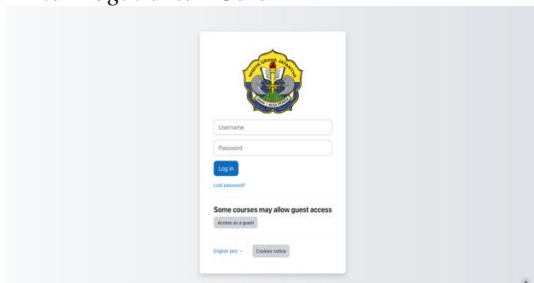 Username
Password
Log in
Lost password?
Some courses may allow guest access
Access as a guest
English (en)
Cookies notice